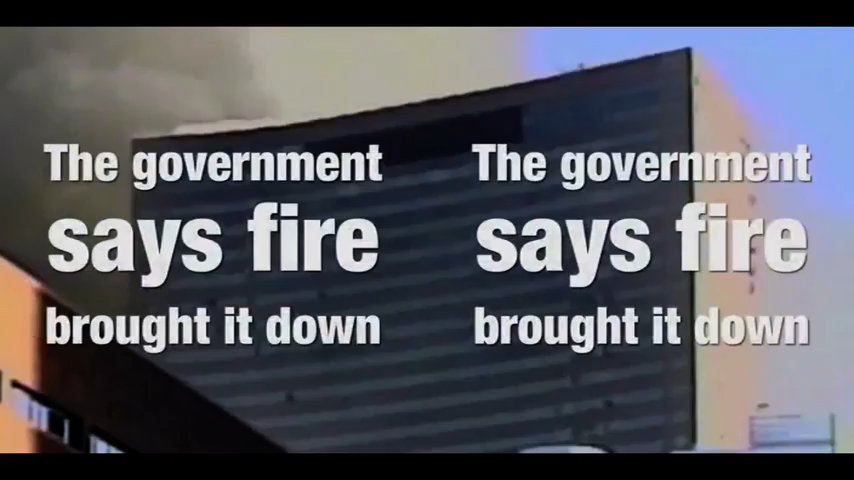 The government
says fire
brought it down
The government
says fire
brought it down